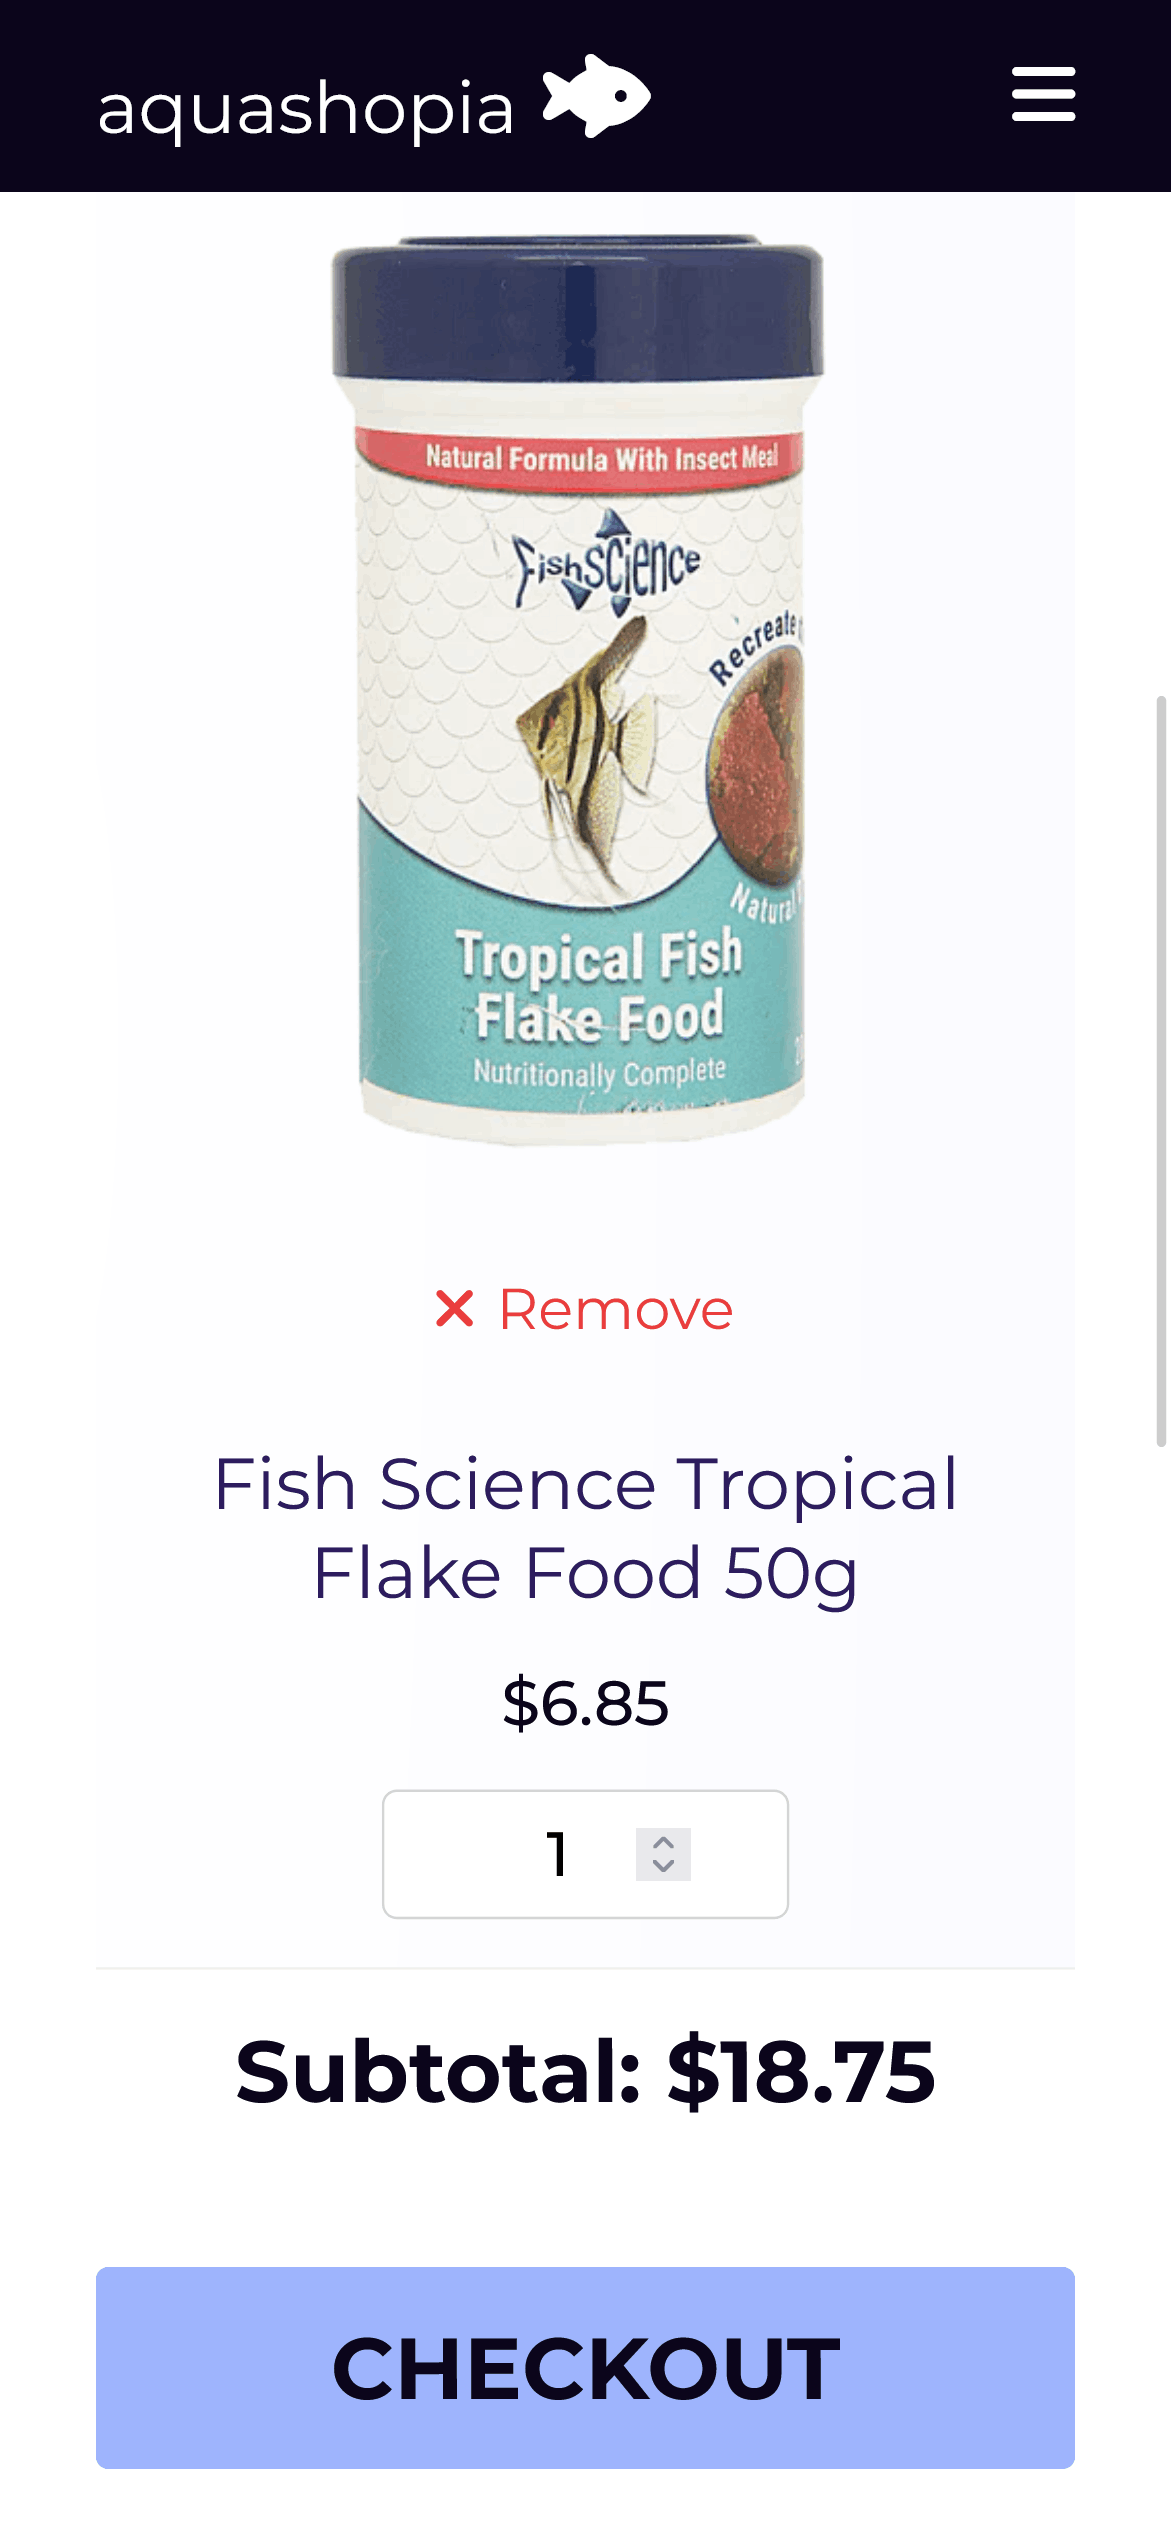 aquashopia
Natural Formula With Insect Meal
FishScience
Recreate
Natural
Tropical Fish
Flake Food
Nutritionally Complete
Remove
Fish Science Tropical
Flake Food 50g
$6.85
1
Subtotal: $18.75
CHECKOUT